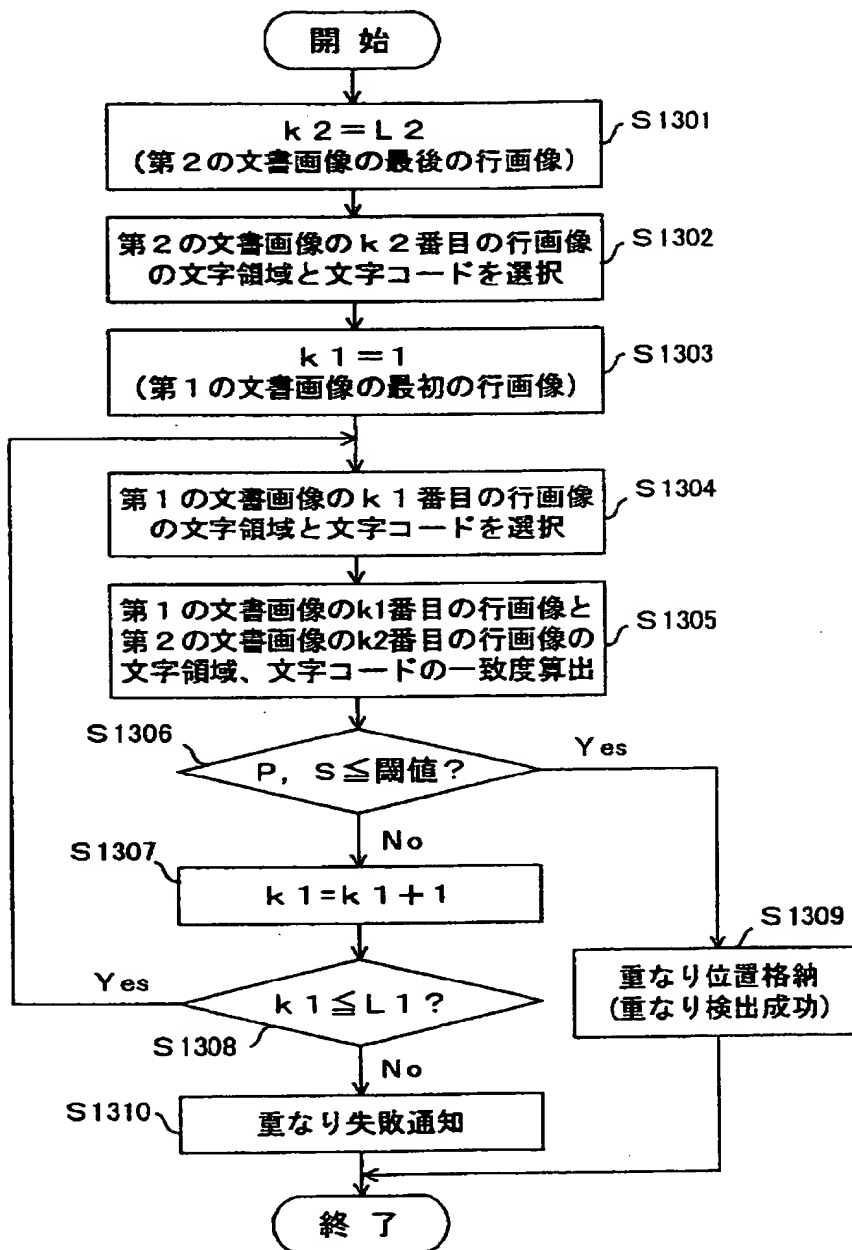 開 始
k 2 = L 2
(第2の文書画像の最後の行画像)
S1301
第2の文書画像のk 2番目の行画像
の文字領域と文字コードを選択
S1302
k 1 = 1
(第1の文書画像の最初の行画像)
S1303
第1の文書画像のk 1番目の行画像
の文字領域と文字コードを選択
S1304
第1の文書画像のk1番目の行画像と
第2の文書画像のk2番目の行画像の
文字領域、文字コードの一致度算出
S1305
S1306
P, S≦閾値?
Yes
No
S1307
k 1=k 1+1
S1309
重なり位置格納
(重なり検出成功)
Yes
k 1≦L 1?
S1308
No
S1310
重なり失敗通知
終 了